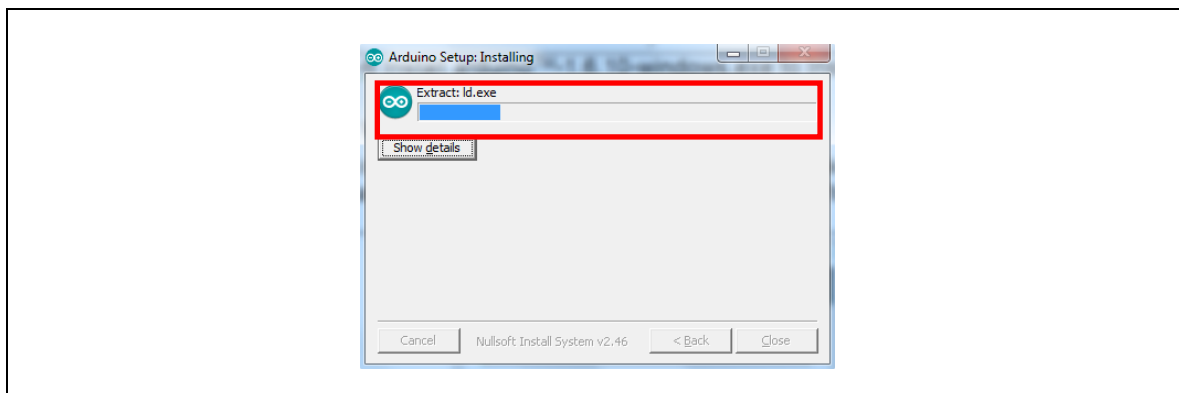 Arduino Setup: Installing
Extract: ld.exe
Show details
Cancel
Nullsoft Install System v2.46
< Back
Close